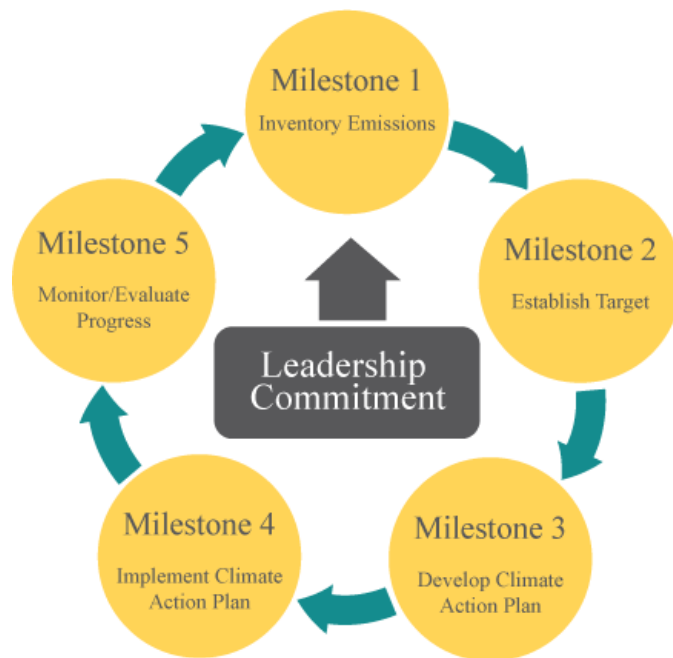 Milestone 1
Inventory Emissions
Milestone 2
Establish Target
Milestone 3
Develop Climate
Action Plan
Milestone 4
Implement Climate
Action Plan
Milestone 5
Monitor/Evaluate
Progress
Leadership
Commitment